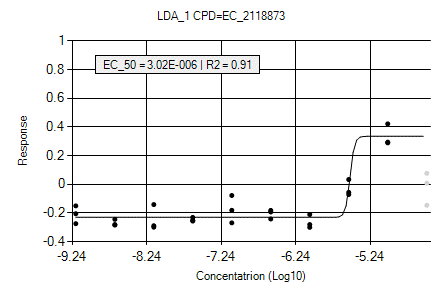 LDA_1 CPD=EC_2118873
EC_50 = 3.02E-006 | R2 = 0.91
Response
1
0.8
0.6
0.4
0.2
0
-0.2
-0.4
-9.24 -8.24 -7.24 -6.24 -5.24
Concentatrion (Log10)